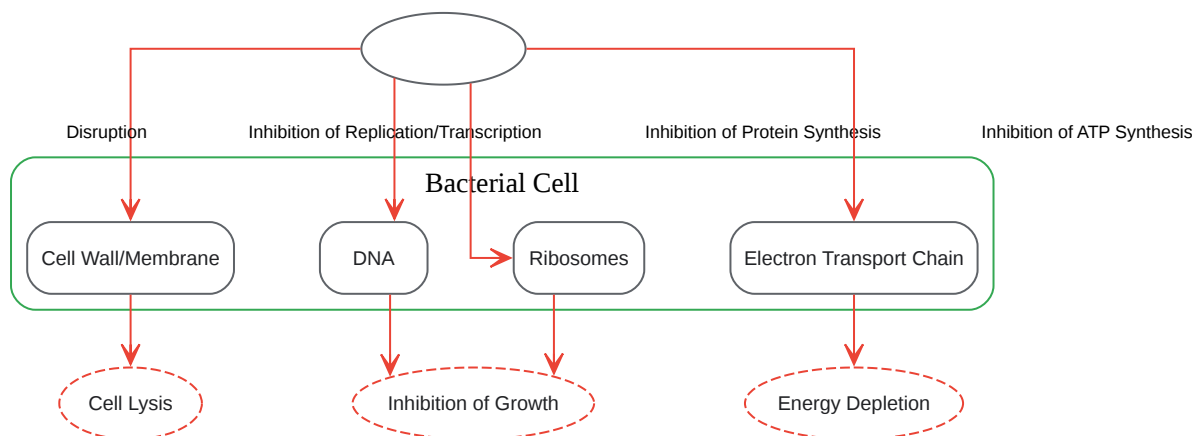 Disruption
Inhibition of Replication/Transcription
Inhibition of Protein Synthesis
Inhibition of ATP Synthesis
Bacterial Cell
Cell Wall/Membrane
DNA
Ribosomes
Electron Transport Chain
Cell Lysis
Inhibition of Growth
Energy Depletion